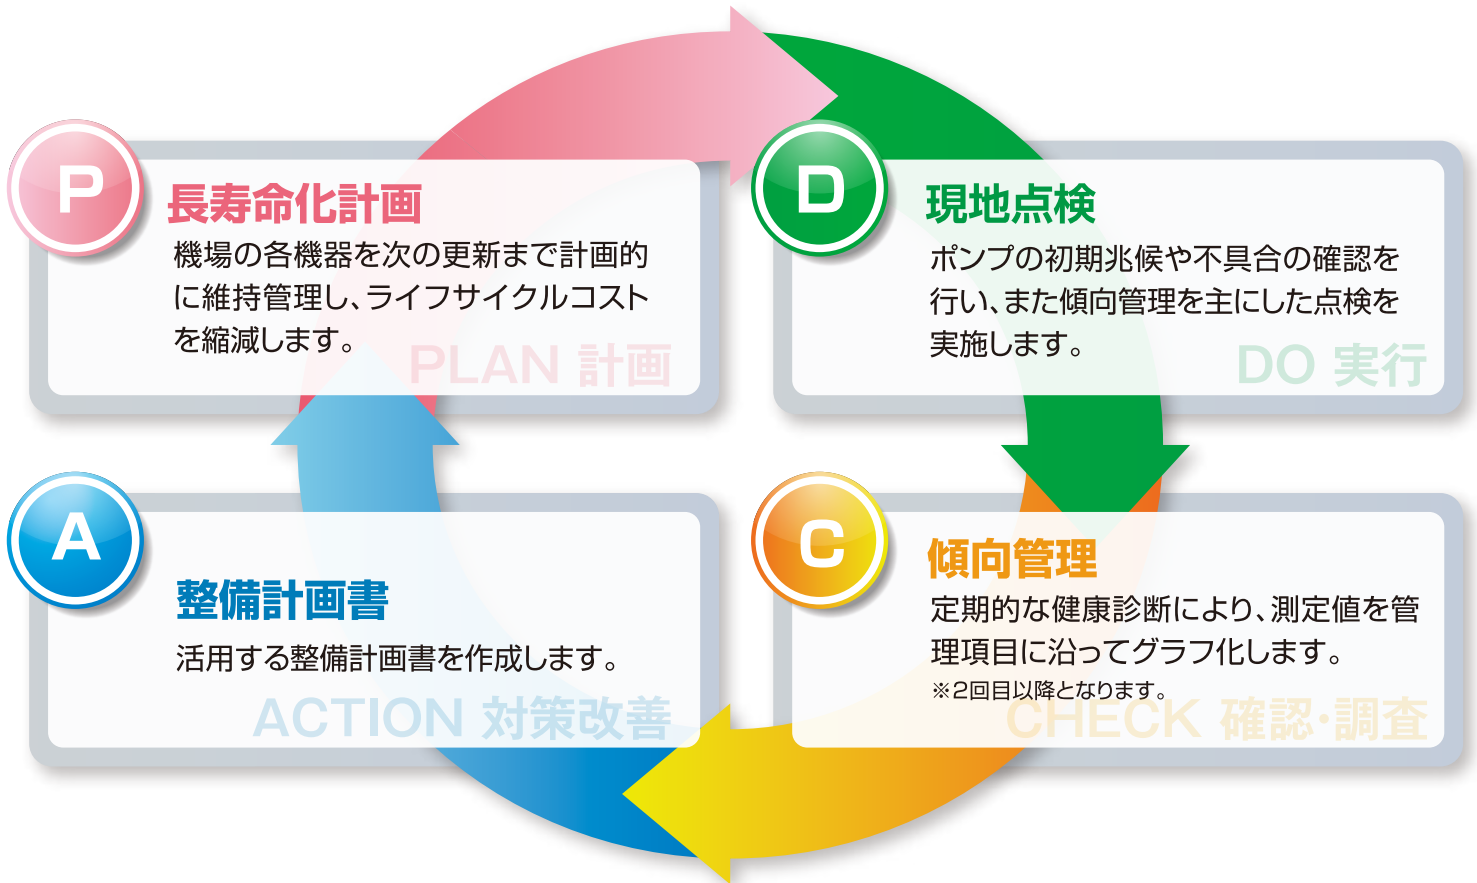 P
長寿命化計画
機場の各機器を次の更新まで計画的
に維持管理し、ライフサイクルコスト
を縮減します。
PLAN 計画
D
現地点検
ポンプの初期兆候や不具合の確認を
行い、また傾向管理を主にした点検を
実施します。
DO 実行
A
整備計画書
活用する整備計画書を作成します。
ACTION 対策改善
C
傾向管理
定期的な健康診断により、測定値を管
理項目に沿ってグラフ化します。
※2回目以降となります。
CHECK 確認・調査